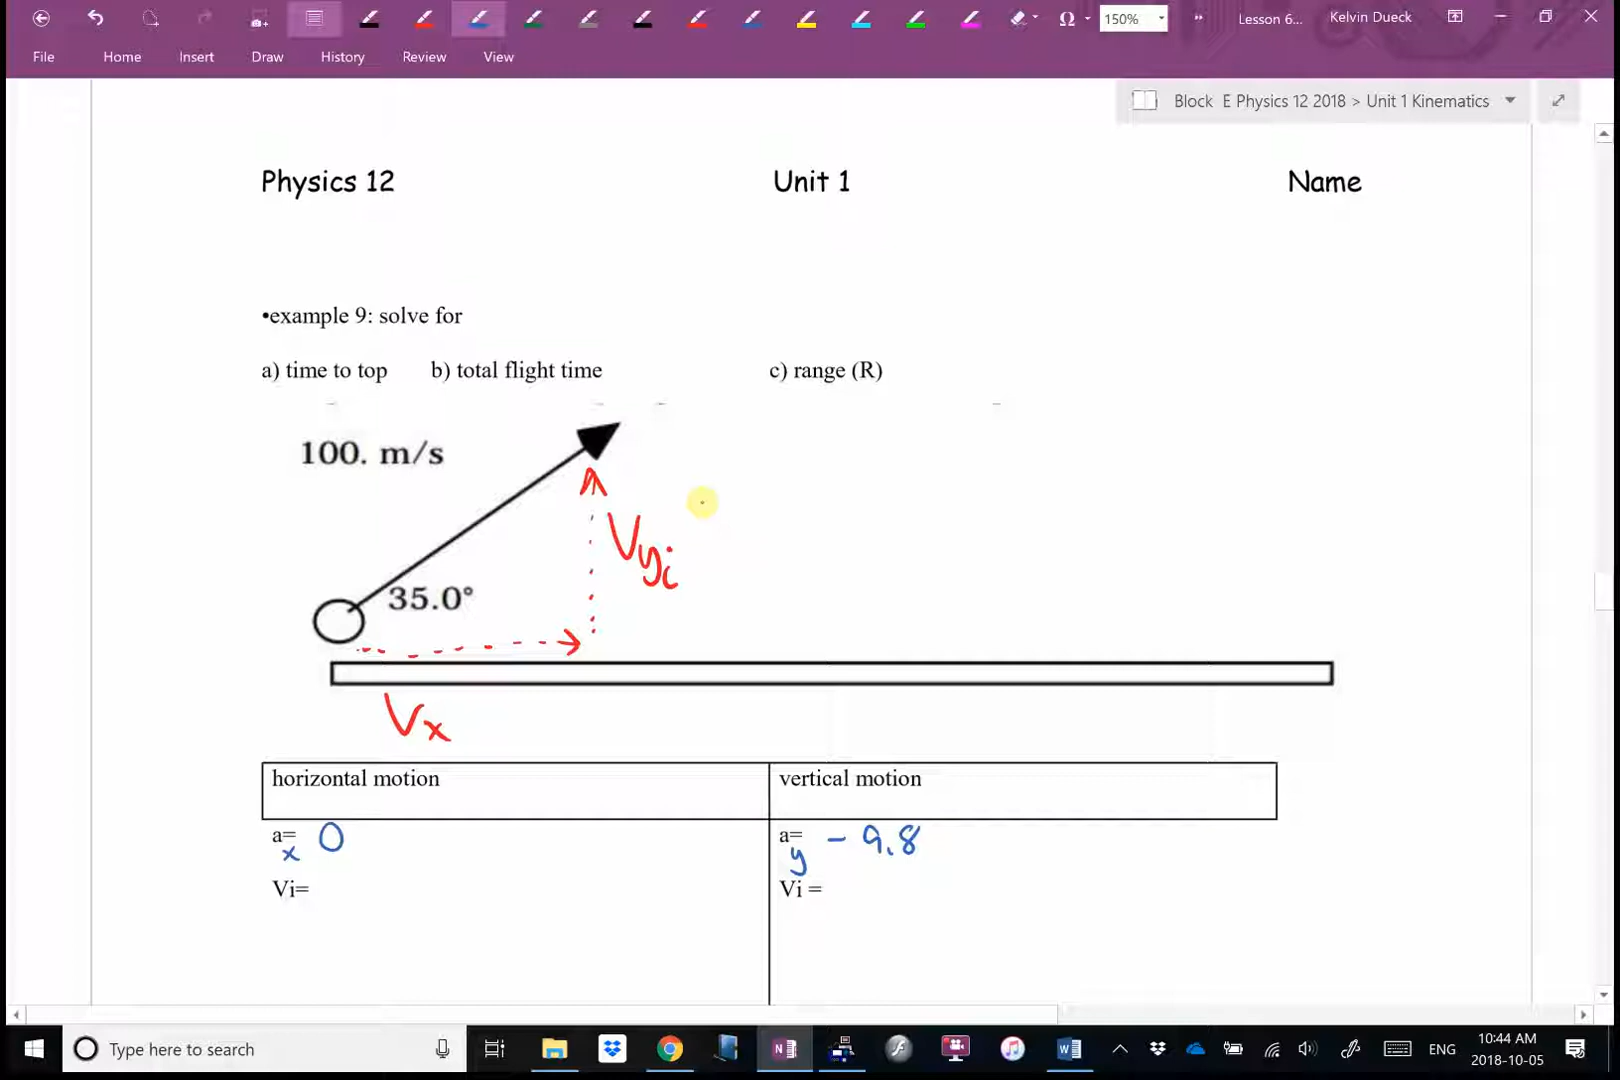 150%
Lesson 6...
Kelvin Dueck
File Home Insert Draw History Review View
Block E Physics 12 2018 > Unit 1 Kinematics
Physics 12 Unit 1 Name
•example 9: solve for
a) time to top b) total flight time c) range (R)
100. m/s
Vyi
35.0°
Vx
horizontal motion vertical motion
a= 0 a= - 9.8
x y
Vi= Vi =
Type here to search
ENG
10:44 AM
2018-10-05